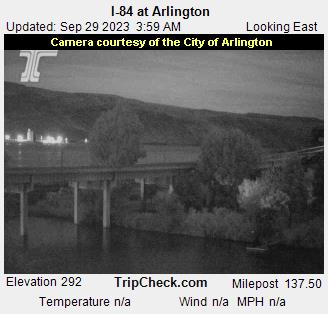 I-84 at Arlington
Updated: Sep 29 2023 3:59 AM Looking East
Camera courtesy of the City of Arlington
Elevation 292 TripCheck.com Milepost 137.50
Temperature n/a Wind n/a MPH n/a